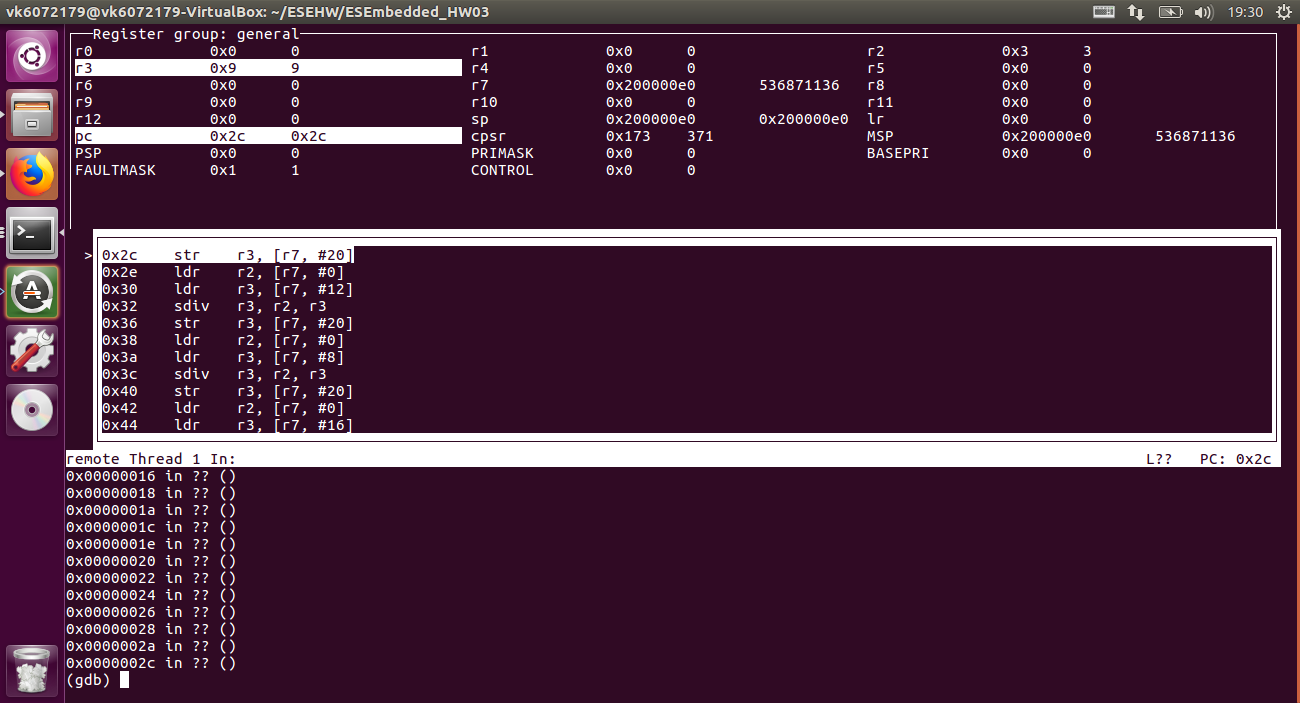 vk6072179@vk6072179-VirtualBox: ~/ESEHW/ESEmbedded_HW03 19:30
Register group: general
r0 0x0 0 r1 0x0 0 r2 0x3 3
r3 0x9 9 r4 0x0 0 r5 0x0 0
r6 0x0 0 r7 0x200000e0 536871136 r8 0x0 0
r9 0x0 0 r10 0x0 0 r11 0x0 0
r12 0x0 0 sp 0x200000e0 0x200000e0 lr 0x0 0
pc 0x2c 0x2c cpsr 0x173 371 MSP 0x200000e0 536871136
PSP 0x0 0 PRIMASK 0x0 0 BASEPRI 0x0 0
FAULTMASK 0x1 1 CONTROL 0x0 0
>0x2c str r3, [r7, #20]
0x2e ldr r2, [r7, #0]
0x30 ldr r3, [r7, #12]
0x32 sdiv r3, r2, r3
0x36 str r3, [r7, #20]
0x38 ldr r2, [r7, #0]
0x3a ldr r3, [r7, #8]
0x3c sdiv r3, r2, r3
0x40 str r3, [r7, #20]
0x42 ldr r2, [r7, #0]
0x44 ldr r3, [r7, #16]
remote Thread 1 In: L?? PC: 0x2c
0x00000016 in ?? ()
0x00000018 in ?? ()
0x0000001a in ?? ()
0x0000001c in ?? ()
0x0000001e in ?? ()
0x00000020 in ?? ()
0x00000022 in ?? ()
0x00000024 in ?? ()
0x00000026 in ?? ()
0x00000028 in ?? ()
0x0000002a in ?? ()
0x0000002c in ?? ()
(gdb)